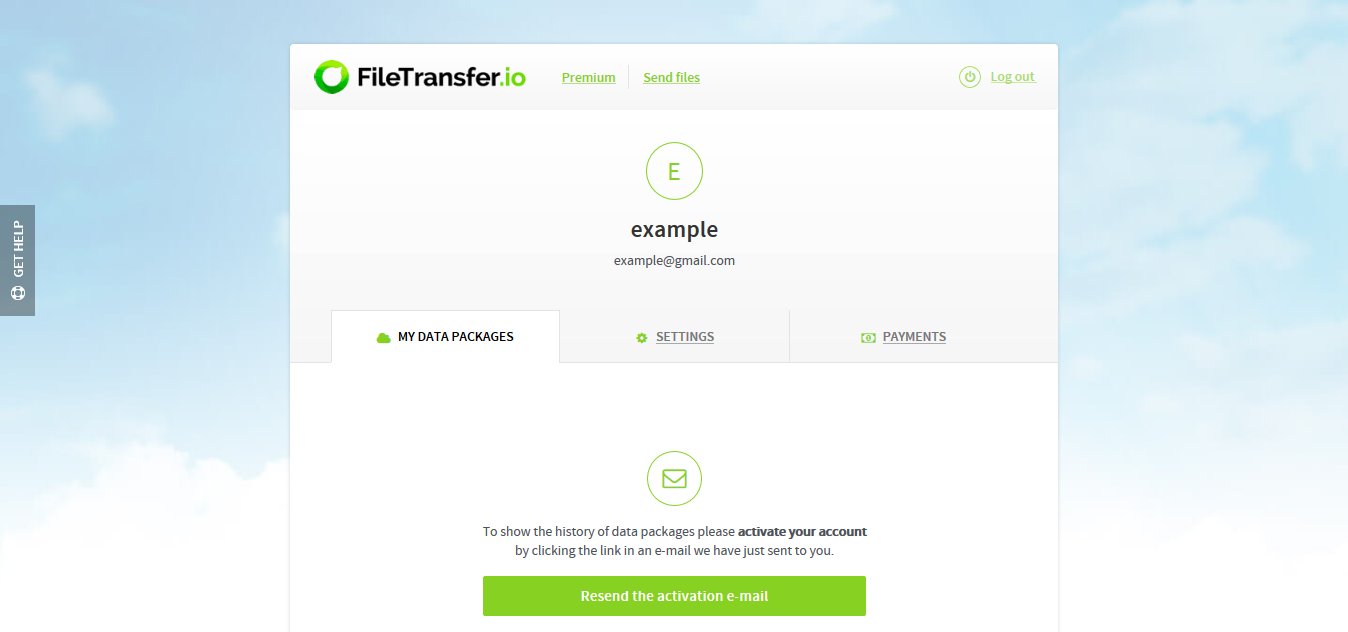 FileTransfer.io Premium Send files Log out
E
example
example@gmail.com
GET HELP
MY DATA PACKAGES SETTINGS PAYMENTS
To show the history of data packages please activate your account
by clicking the link in an e-mail we have just sent to you.
Resend the activation e-mail